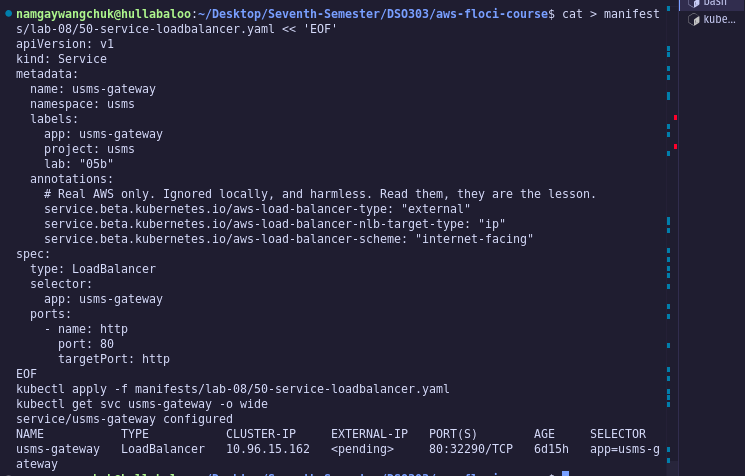 bash
namgaywangchuk@hullabaloo:~/Desktop/Seventh-Semester/DSO303/aws-floci-course$ cat > manifest
kube...
s/lab-08/50-service-loadbalancer.yaml << 'EOF'
apiVersion: v1
kind: Service
metadata:
  name: usms-gateway
  namespace: usms
  labels:
    app: usms-gateway
    project: usms
    lab: "05b"
  annotations:
    # Real AWS only. Ignored locally, and harmless. Read them, they are the lesson.
    service.beta.kubernetes.io/aws-load-balancer-type: "external"
    service.beta.kubernetes.io/aws-load-balancer-nlb-target-type: "ip"
    service.beta.kubernetes.io/aws-load-balancer-scheme: "internet-facing"
spec:
  type: LoadBalancer
  selector:
    app: usms-gateway
  ports:
    - name: http
      port: 80
      targetPort: http
EOF
kubectl apply -f manifests/lab-08/50-service-loadbalancer.yaml
kubectl get svc usms-gateway -o wide
service/usms-gateway configured
NAME           TYPE           CLUSTER-IP     EXTERNAL-IP   PORT(S)        AGE     SELECTOR
usms-gateway   LoadBalancer   10.96.15.162   <pending>     80:32290/TCP   6d15h   app=usms-g
ateway